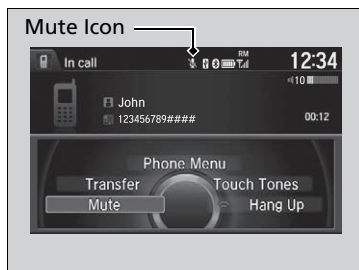 Mute Icon
In call RM 12:34
10
John
123456789####
00:12
Phone Menu
Transfer Touch Tones
Mute Hang Up